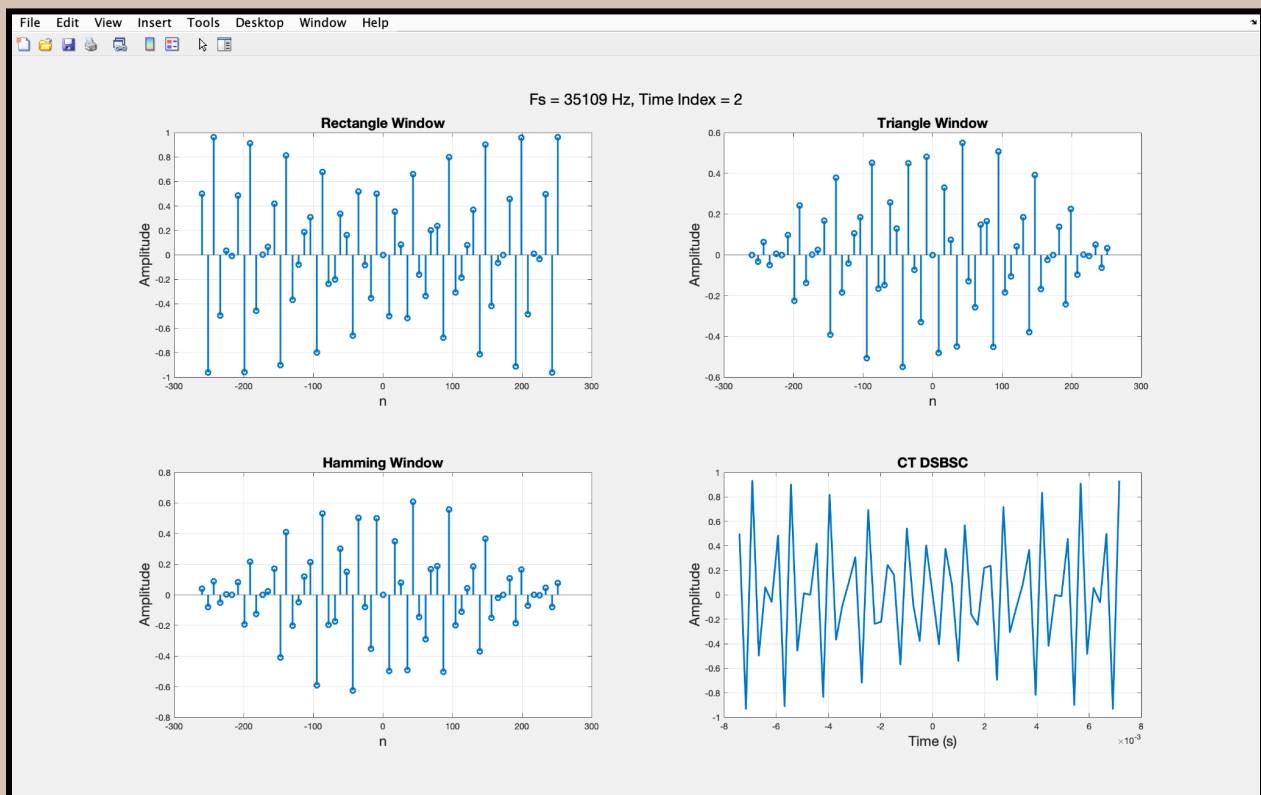 File Edit View Insert Tools Desktop Window Help
Fs = 35109 Hz, Time Index = 2
Rectangle Window
1
0.8
0.6
0.4
0.2
0
-0.2
-0.4
-0.6
-0.8
-1
Amplitude
-300 -200 -100 0 100 200 300
n
Triangle Window
0.6
0.4
0.2
0
-0.2
-0.4
-0.6
Amplitude
-300 -200 -100 0 100 200 300
n
Hamming Window
0.8
0.6
0.4
0.2
0
-0.2
-0.4
-0.6
-0.8
Amplitude
-300 -200 -100 0 100 200 300
n
CT DSBSC
1
0.8
0.6
0.4
0.2
0
-0.2
-0.4
-0.6
-0.8
-1
Amplitude
-8 -6 -4 -2 0 2 4 6 8
Time (s)
×10⁻³